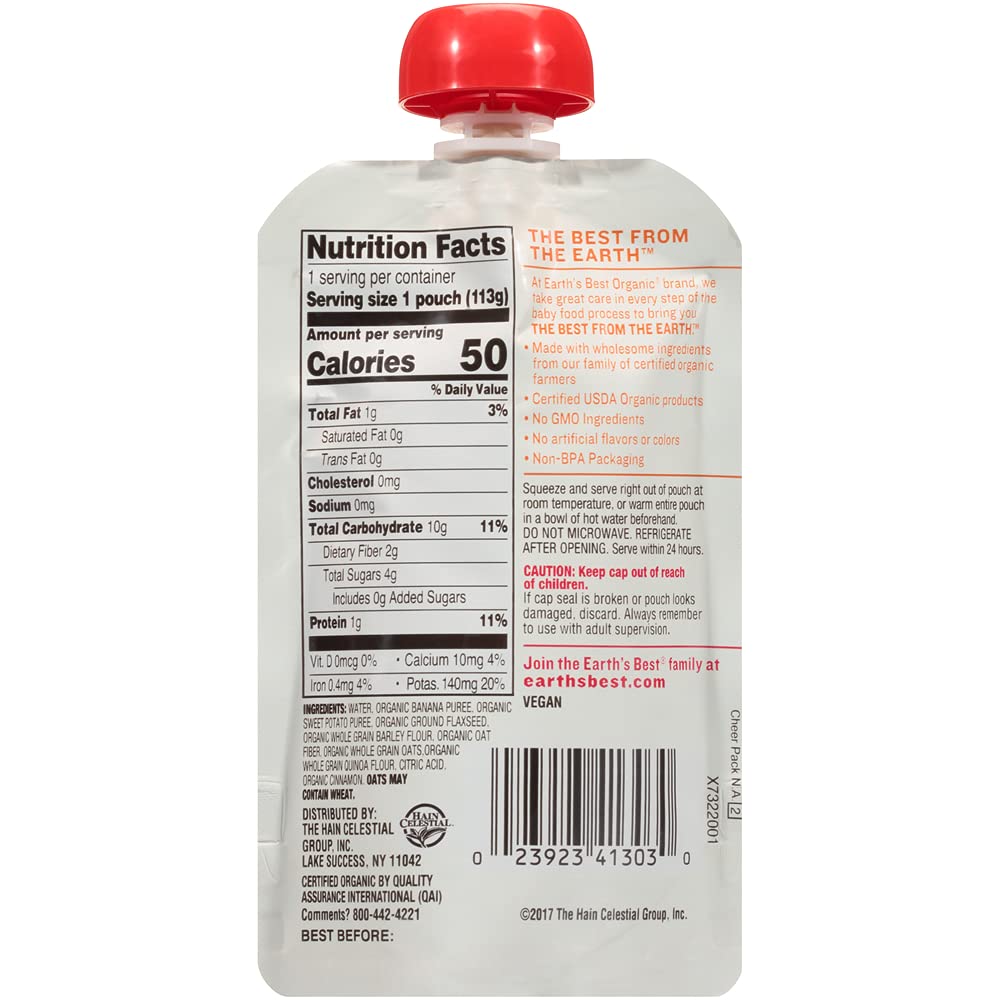 Nutrition Facts
1 serving per container
Serving size 1 pouch (113g)
Amount per serving
Calories 50
% Daily Value
Total Fat 1g 3%
Saturated Fat 0g
Trans Fat 0g
Cholesterol 0mg
Sodium 0mg
Total Carbohydrate 10g 11%
Dietary Fiber 2g
Total Sugars 4g
Includes 0g Added Sugars
Protein 1g 11%
Vit. D 0mcg 0% • Calcium 10mg 4%
Iron 0.4mg 4% • Potas. 140mg 20%
INGREDIENTS: WATER, ORGANIC BANANA PUREE, ORGANIC
SWEET POTATO PUREE, ORGANIC GROUND FLAXSEED,
ORGANIC WHOLE GRAIN BARLEY FLOUR, ORGANIC OAT
FIBER, ORGANIC WHOLE GRAIN OATS,ORGANIC
WHOLE GRAIN QUINOA FLOUR, CITRIC ACID,
ORGANIC CINNAMON. OATS MAY
CONTAIN WHEAT.
DISTRIBUTED BY:
THE HAIN CELESTIAL
GROUP, INC.
LAKE SUCCESS, NY 11042
HAIN
CELESTIAL
CERTIFIED ORGANIC BY QUALITY
ASSURANCE INTERNATIONAL (QAI)
Comments? 800-442-4221
BEST BEFORE:
THE BEST FROM
THE EARTH™
At Earth's Best Organic® brand, we
take great care in every step of the
baby food process to bring you
THE BEST FROM THE EARTH.™
• Made with wholesome ingredients
from our family of certified organic
farmers
• Certified USDA Organic products
• No GMO Ingredients
• No artificial flavors or colors
• Non-BPA Packaging
Squeeze and serve right out of pouch at
room temperature, or warm entire pouch
in a bowl of hot water beforehand.
DO NOT MICROWAVE. REFRIGERATE
AFTER OPENING. Serve within 24 hours.
CAUTION: Keep cap out of reach
of children.
If cap seal is broken or pouch looks
damaged, discard. Always remember
to use with adult supervision.
Join the Earth's Best® family at
earthsbest.com
VEGAN
0 23923 41303 0
©2017 The Hain Celestial Group, Inc.
Cheer Pack N.A. 2
X7322001